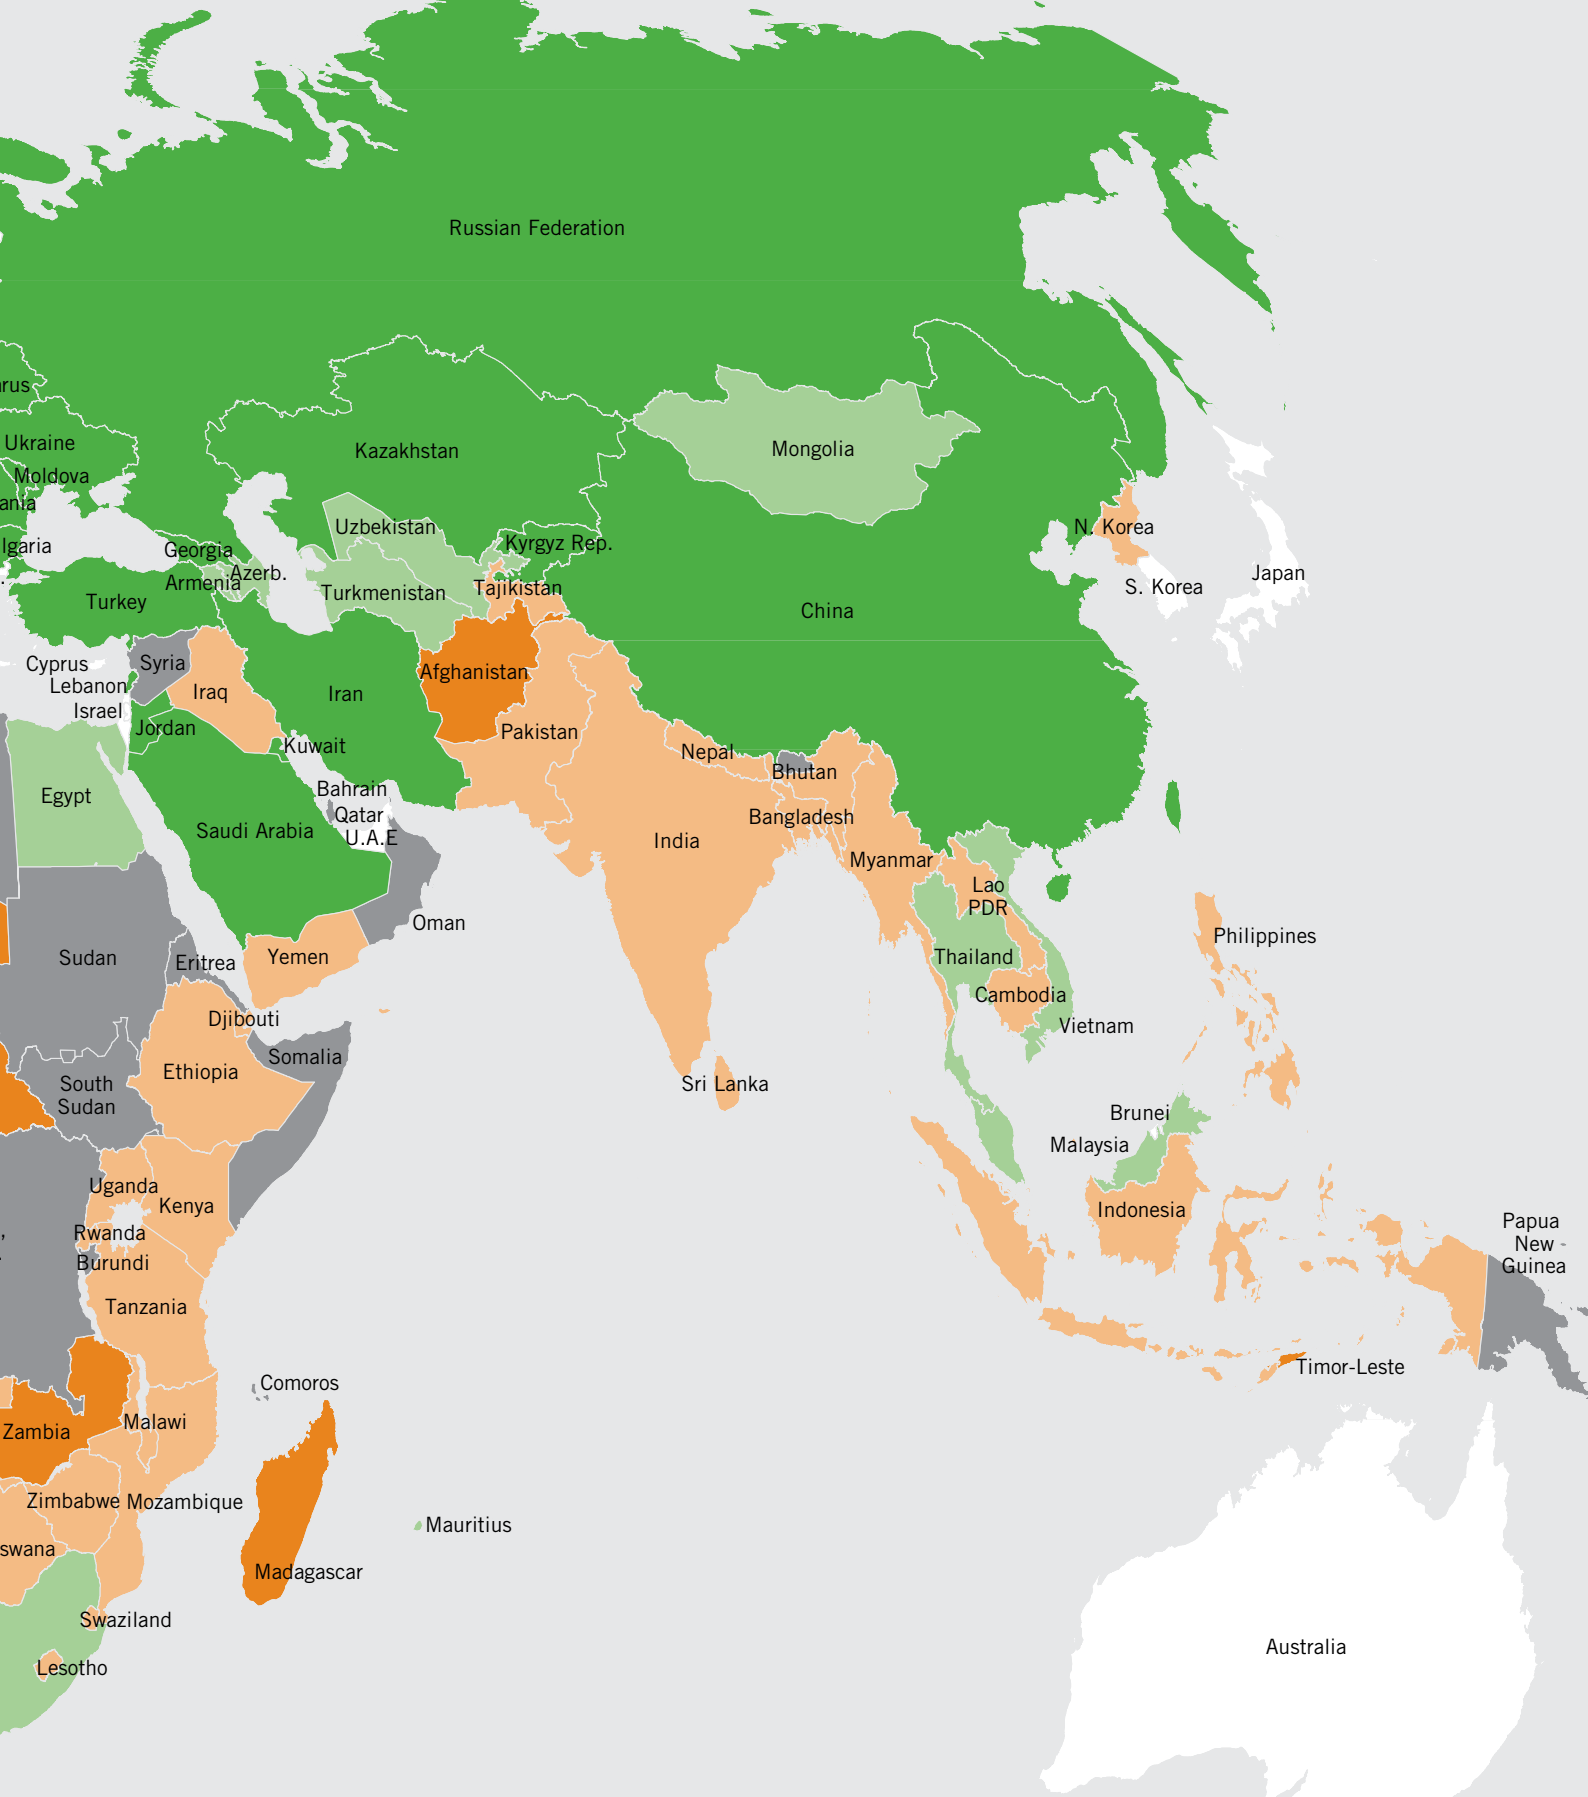 Russian Federation
arus
Ukraine
Moldova
ania
lgaria
Kazakhstan
Mongolia
Uzbekistan
Kyrgyz Rep.
Georgia
Azerb.
Armenia
Turkmenistan
Tajikistan
Turkey
N. Korea
S. Korea
Japan
China
Cyprus
Syria
Lebanon
Israel
Iraq
Iran
Afghanistan
Jordan
Kuwait
Pakistan
Nepal
Bhutan
Bahrain
Qatar
U.A.E
Egypt
Saudi Arabia
Bangladesh
India
Myanmar
Lao
PDR
Oman
Philippines
Sudan
Eritrea
Yemen
Thailand
Cambodia
Vietnam
Djibouti
Somalia
Ethiopia
South
Sudan
Sri Lanka
Brunei
Malaysia
Uganda
Kenya
Indonesia
Rwanda
Burundi
Papua
New
Guinea
Tanzania
Timor-Leste
Comoros
Malawi
Zambia
Zimbabwe
Mozambique
Mauritius
swana
Madagascar
Swaziland
Lesotho
Australia